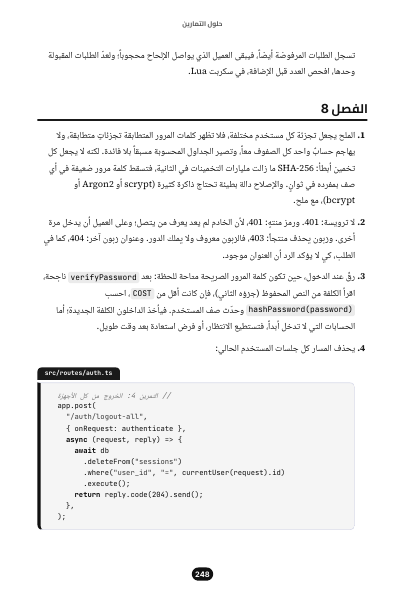 حلول التمارين
تسجل الطلبات المرفوضة أيضاً، فيبقى العميل الذي يواصل الإلحاح محجوباً؛ ولعدّ الطلبات المقبولة
وحدها، افحص العدد قبل الإضافة، في سكربت Lua.
الفصل 8
1. الملح يجعل تجزئة كل مستخدم مختلفة، فلا تظهر كلمات المرور المتطابقة تجزئاتٍ متطابقة، ولا
يهاجم حسابٌ واحد كل الصفوف معاً، وتصير الجداول المحسوبة مسبقاً بلا فائدة. لكنه لا يجعل كل
تخمين أبطأ: SHA-256 ما زالت مليارات التخمينات في الثانية، فتسقط كلمة مرور ضعيفة في أي
صف بمفرده في ثوانٍ. والإصلاح دالة بطيئة تحتاج ذاكرة كثيرة (scrypt أو Argon2 أو
bcrypt)، مع ملح.
2. لا ترويسة: 401. ورمز منتهٍ: 401، لأن الخادم لم يعد يعرف من يتصل؛ وعلى العميل أن يدخل مرة
أخرى. وزبون يحذف منتجاً: 403، فالزبون معروف ولا يملك الدور. وعنوان زبون آخر: 404، كما في
الطلب، كي لا يؤكد الرد أن العنوان موجود.
3. رقِّ عند الدخول، حين تكون كلمة المرور الصريحة متاحة للحظة: بعد verifyPassword ناجحة،
اقرأ الكلفة من النص المحفوظ (جزؤه الثاني)، فإن كانت أقل من COST، احسب
hashPassword(password) وحدّث صف المستخدم. فيأخذ الداخلون الكلفة الجديدة؛ أما
الحسابات التي لا تدخل أبداً، فتستطيع الانتظار، أو فرض استعادة بعد وقت طويل.
4. يحذف المسار كل جلسات المستخدم الحالي:
src/routes/auth.ts
// التمرين 4: الخروج من كل الأجهزة
app.post(
"/auth/logout-all",
{ onRequest: authenticate },
async (request, reply) => {
await db
.deleteFrom("sessions")
.where("user_id", "=", currentUser(request).id)
.execute();
return reply.code(204).send();
},
);
248